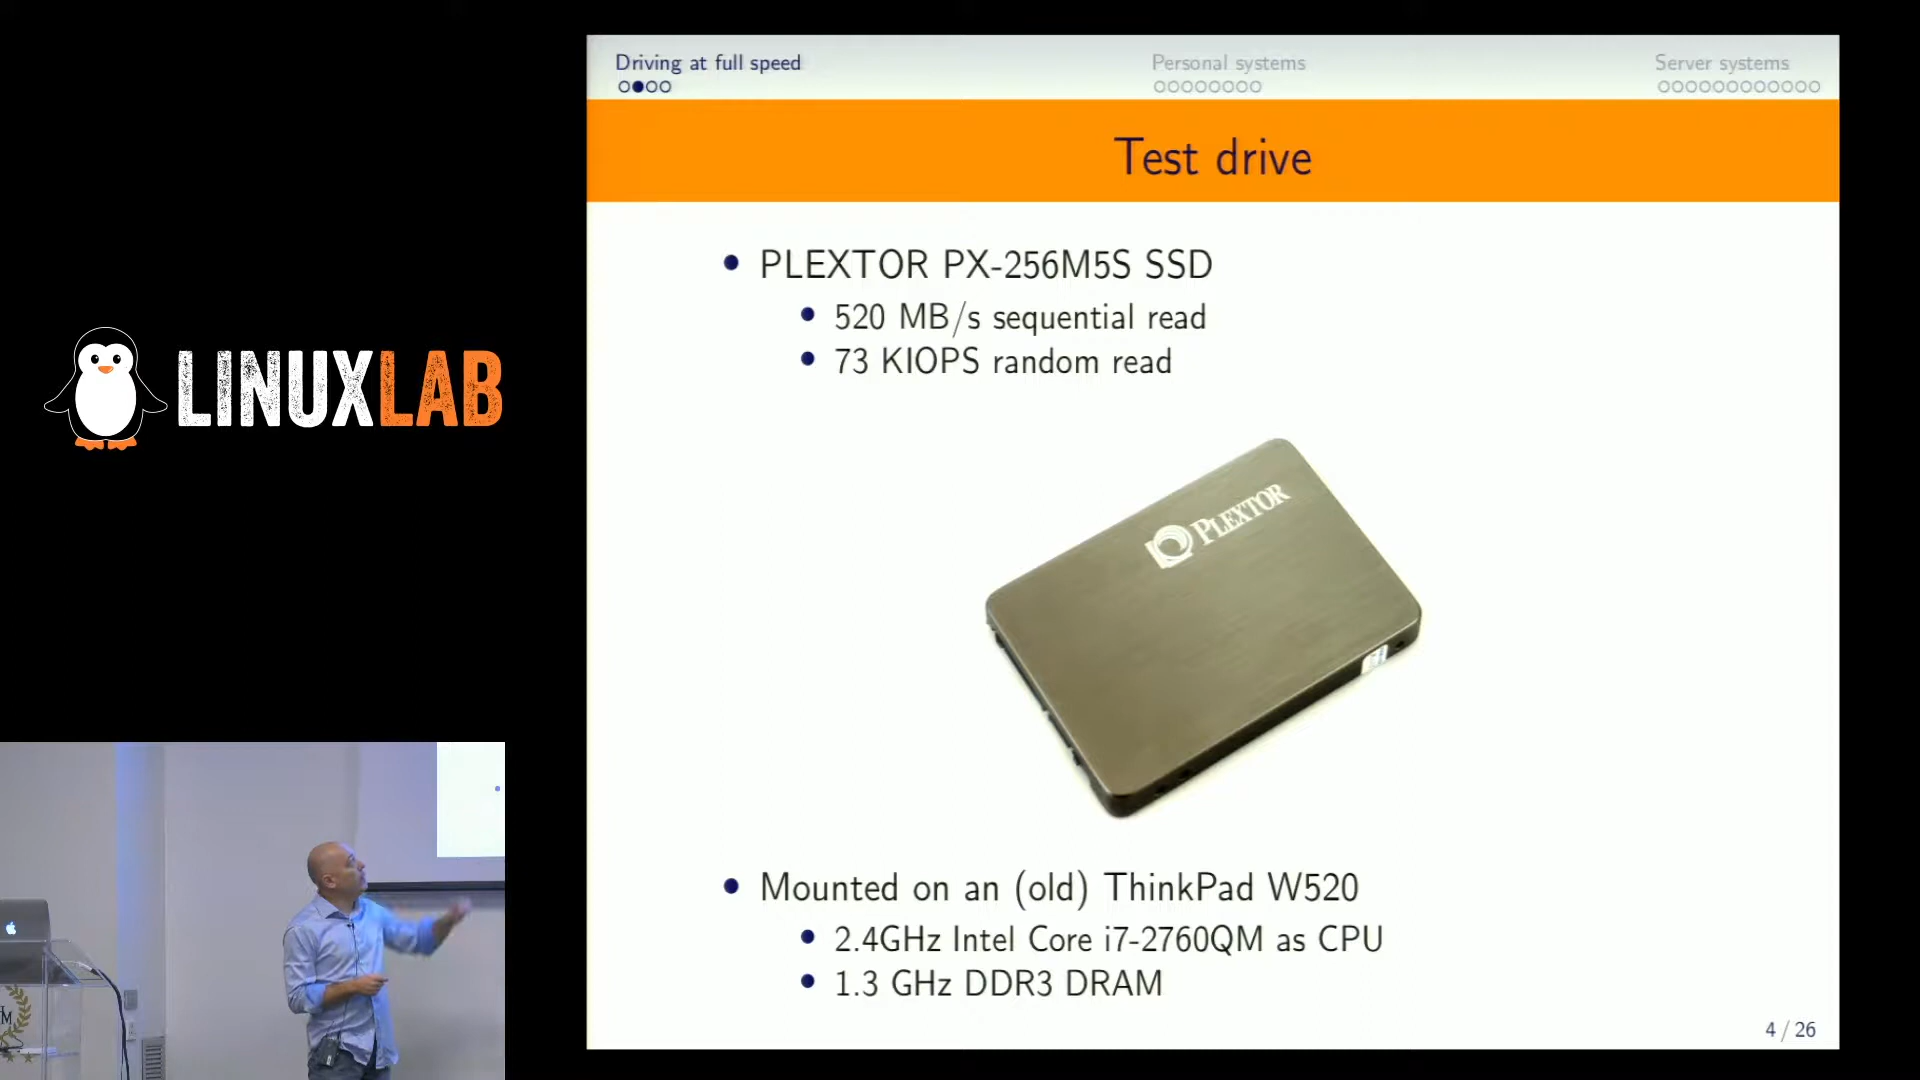 Driving at full speed
Personal systems
Server systems
Test drive
PLEXTOR PX-256M5S SSD
520 MB/s sequential read
73 KIOPS random read
PLEXTOR
Mounted on an (old) ThinkPad W520
2.4GHz Intel Core i7-2760QM as CPU
1.3 GHz DDR3 DRAM
4 / 26
LINUXLAB